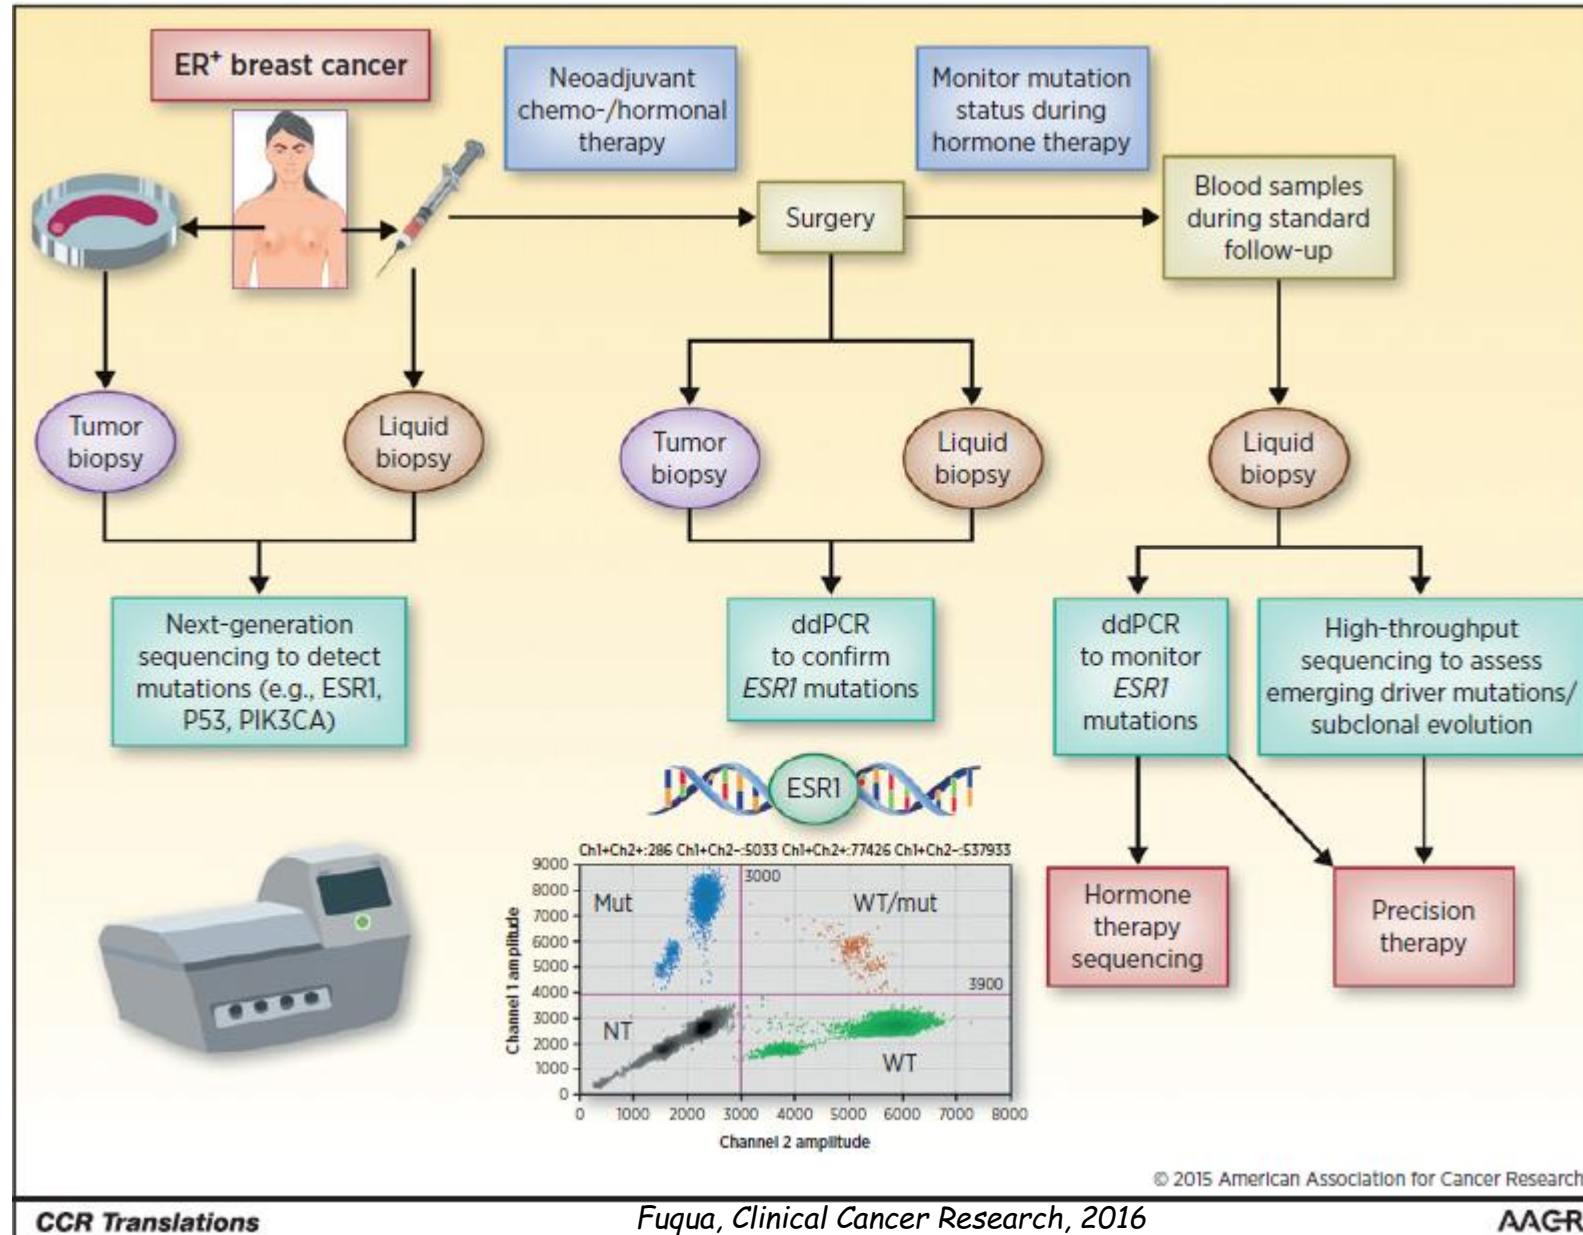 ER⁺ breast cancer
Neoadjuvant
chemo-/hormonal
therapy
Monitor mutation
status during
hormone therapy
Surgery
Blood samples
during standard
follow-up
Tumor
biopsy
Liquid
biopsy
Tumor
biopsy
Liquid
biopsy
Liquid
biopsy
Next-generation
sequencing to detect
mutations (e.g., ESR1,
P53, PIK3CA)
ddPCR
to confirm
ESR1 mutations
ddPCR
to monitor
ESR1
mutations
High-throughput
sequencing to assess
emerging driver mutations/
subclonal evolution
ESR1
Ch1+Ch2+:286 Ch1+Ch2-:5033 Ch1+Ch2+:77426 Ch1+Ch2-:537933
9000
8000
7000
6000
5000
4000
3000
2000
1000
0
Channel 1 amplitude
Mut
3000
WT/mut
3900
NT
WT
0 1000 2000 3000 4000 5000 6000 7000 8000
Channel 2 amplitude
Hormone
therapy
sequencing
Precision
therapy
© 2015 American Association for Cancer Research
CCR Translations
Fuqua, Clinical Cancer Research, 2016
AACR